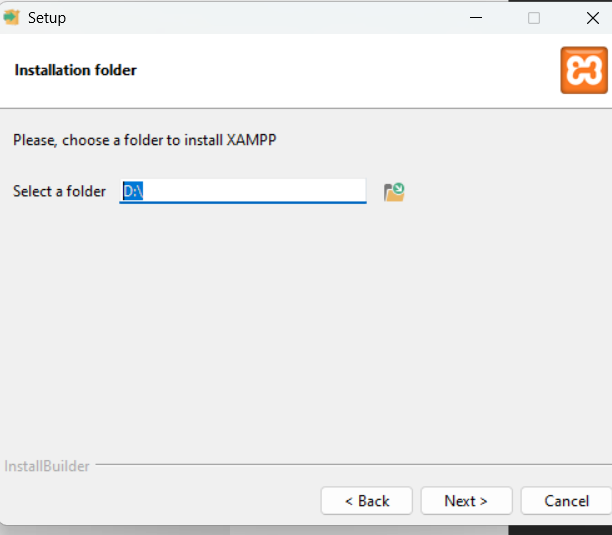 Setup
Installation folder
Please, choose a folder to install XAMPP
Select a folder D:\
InstallBuilder
< Back Next > Cancel